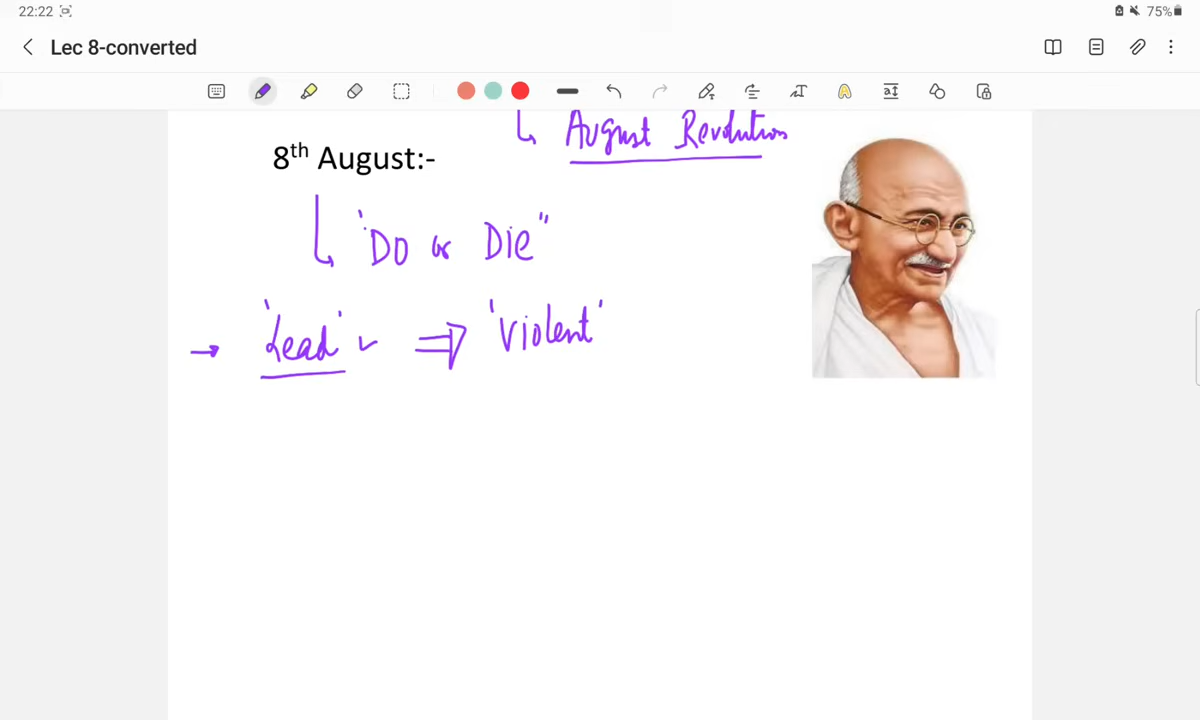 22:22 75%
Lec 8-converted
↳ August Revolution
8th August:-
↳ 'Do or Die"
→ 'Lead' ✓ ⇒ 'Violent'